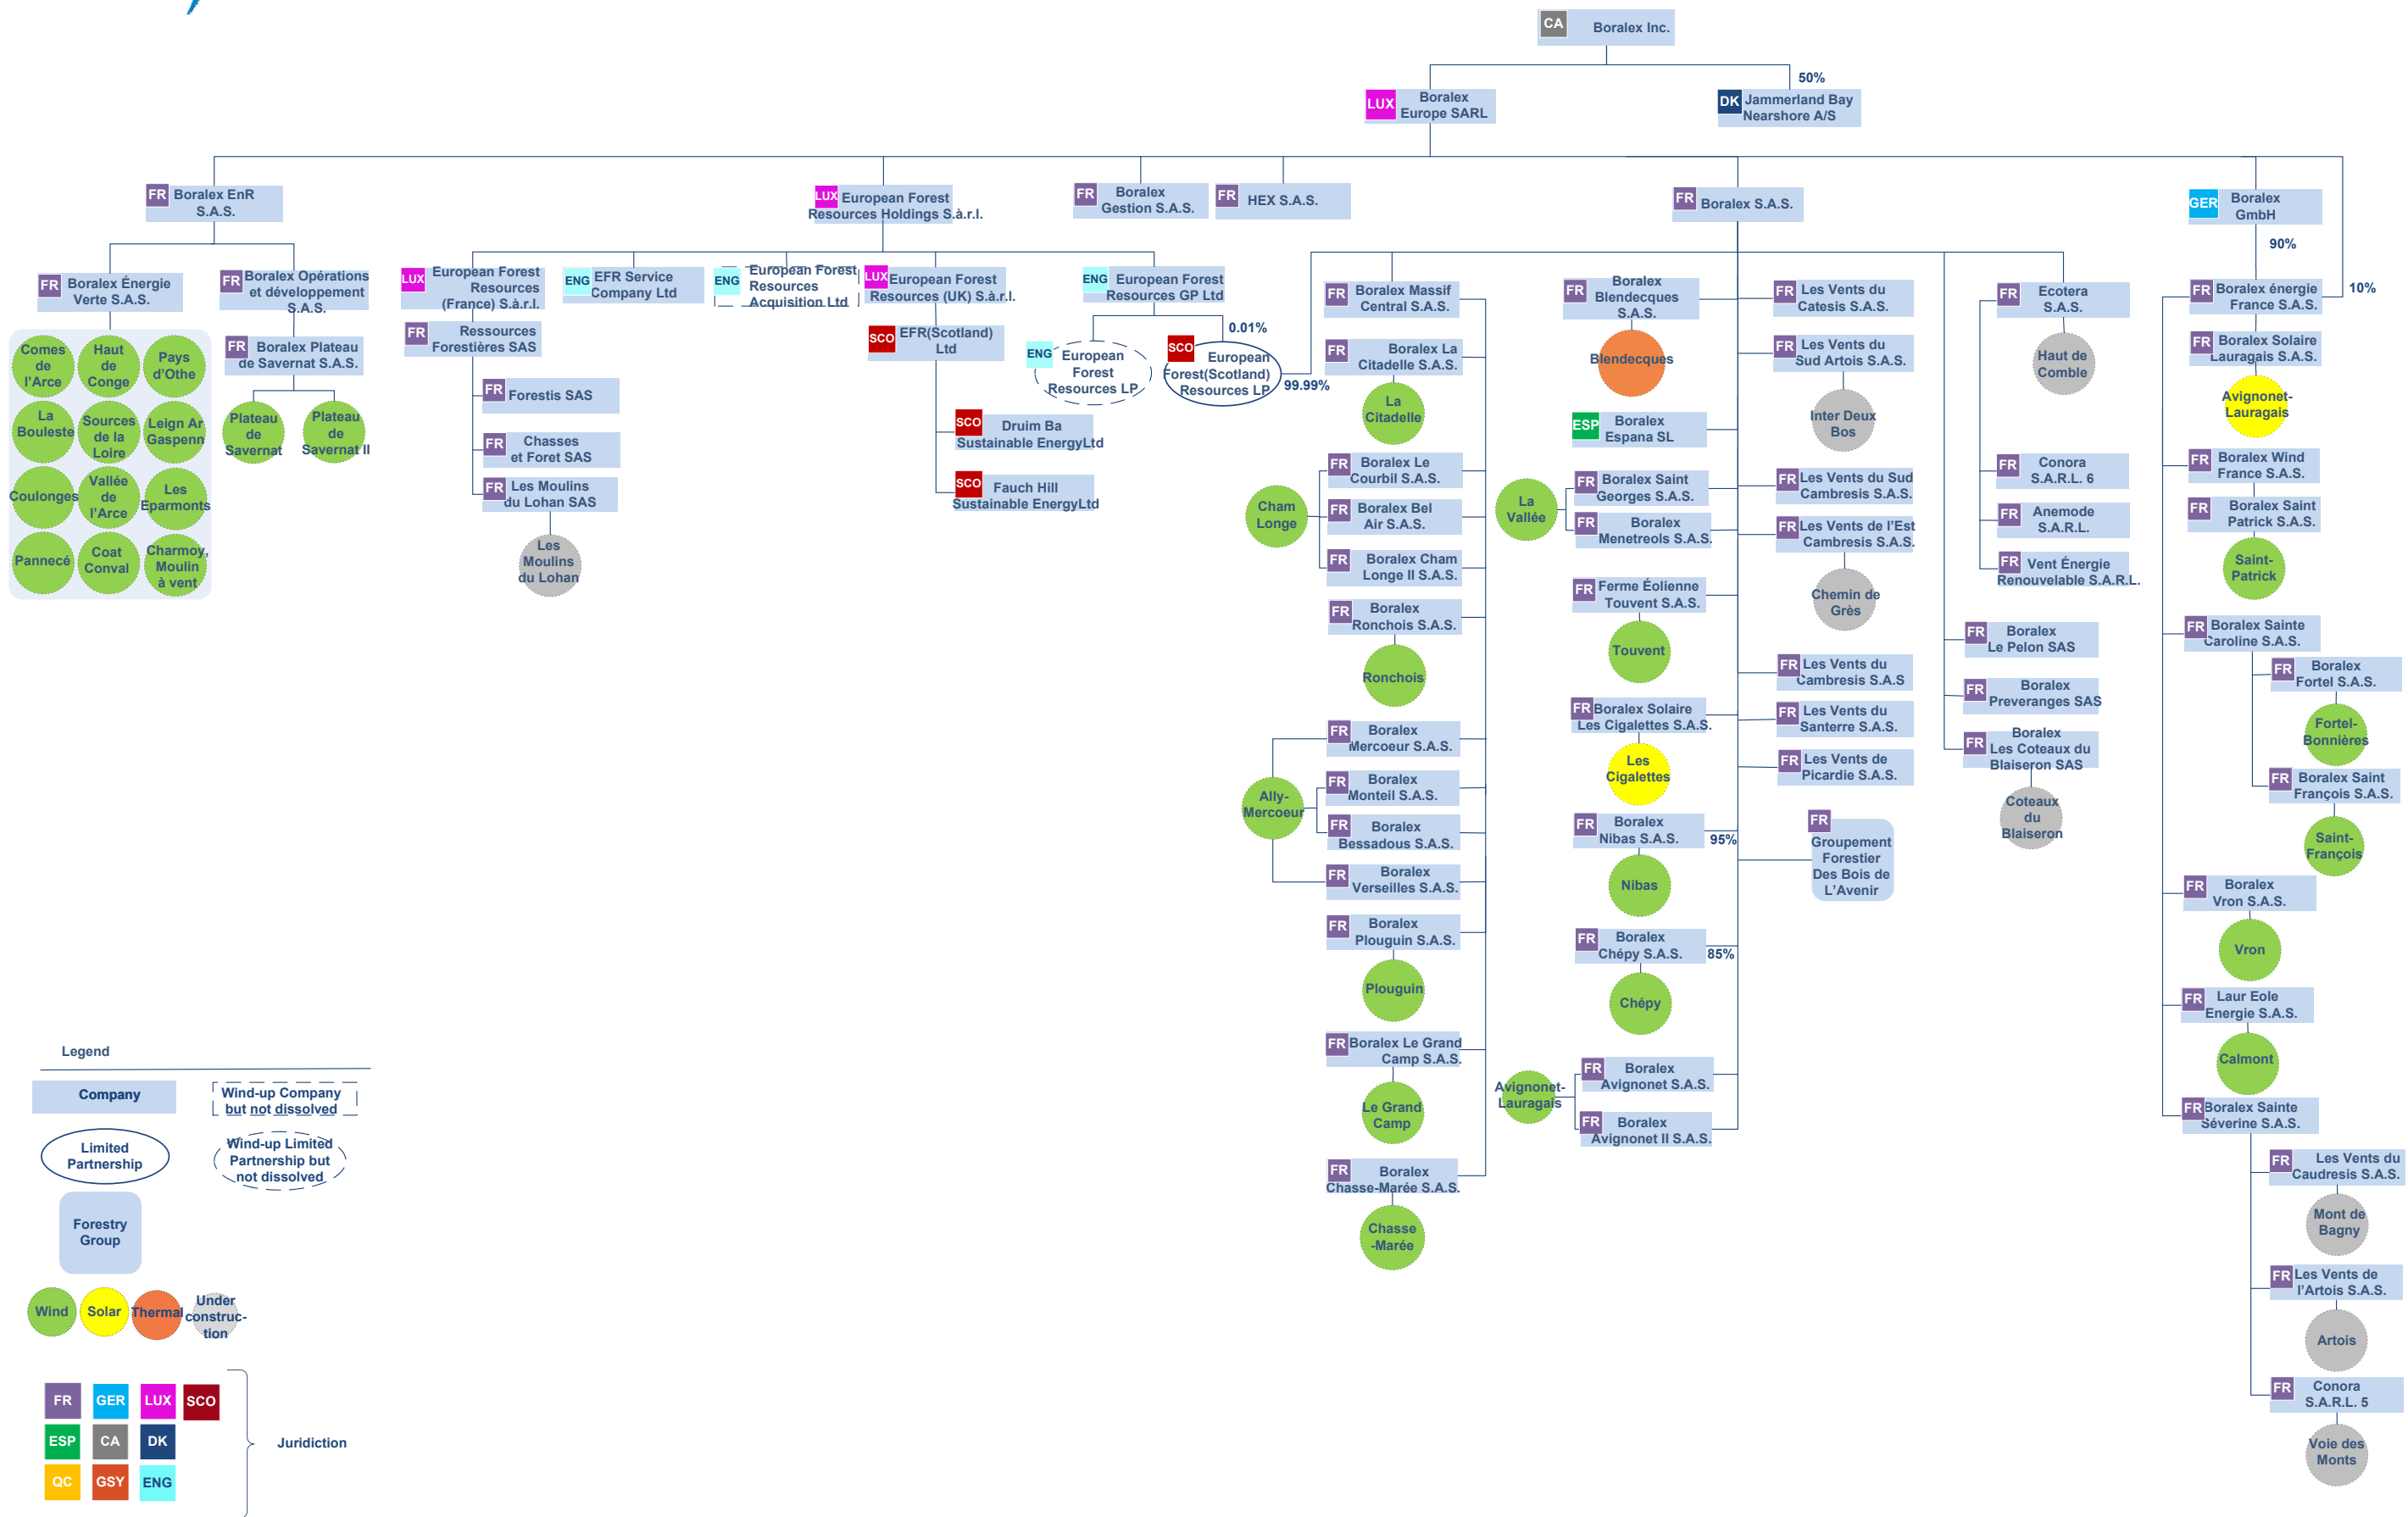 CA
Boralex Inc.
50%
LUX
Boralex
Europe SARL
DK
Jammerland Bay
Nearshore A/S
FR
Boralex EnR
S.A.S.
LUX
European Forest
Resources Holdings S.à.r.l.
FR
Boralex
Gestion S.A.S.
FR
HEX S.A.S.
FR
Boralex S.A.S.
GER
Boralex
GmbH
90%
10%
FR
Boralex Énergie
Verte S.A.S.
FR
Boralex Opérations
et développement
S.A.S.
Comes
de
l'Arce
Haut
de
Conge
Pays
d'Othe
La
Bouleste
Sources
de la
Loire
Leign Ar
Gaspenn
Coulonges
Vallée
de
l'Arce
Les
Eparmonts
Pannecé
Coat
Conval
Charmoy,
Moulin
à vent
FR
Boralex Plateau
de Savernat S.A.S.
Plateau
de
Savernat
Plateau
de
Savernat II
LUX
European Forest
Resources
(France) S.à.r.l.
FR
Ressources
Forestières SAS
FR
Forestis SAS
FR
Chasses
et Foret SAS
FR
Les Moulins
du Lohan SAS
Les
Moulins
du Lohan
ENG
EFR Service
Company Ltd
ENG
European Forest
Resources
Acquisition Ltd
LUX
European Forest
Resources (UK) S.à.r.l.
SCO
EFR(Scotland)
Ltd
SCO
Druim Ba
Sustainable EnergyLtd
SCO
Fauch Hill
Sustainable EnergyLtd
ENG
European Forest
Resources GP Ltd
0.01%
ENG
European
Forest
Resources LP
SCO
European
Forest(Scotland)
Resources LP
99.99%
FR
Boralex Massif
Central S.A.S.
FR
Boralex La
Citadelle S.A.S.
La
Citadelle
FR
Boralex Le
Courbil S.A.S.
Cham
Longe
FR
Boralex Bel
Air S.A.S.
FR
Boralex Cham
Longe II S.A.S.
FR
Boralex
Ronchois S.A.S.
Ronchois
FR
Boralex
Mercoeur S.A.S.
FR
Boralex
Monteil S.A.S.
Ally-
Mercoeur
FR
Boralex
Bessadous S.A.S.
FR
Boralex
Verseilles S.A.S.
FR
Boralex
Plouguin S.A.S.
Plouguin
FR
Boralex Le Grand
Camp S.A.S.
Le Grand
Camp
FR
Boralex
Chasse-Marée S.A.S.
Chasse
-Marée
FR
Boralex
Blendecques
S.A.S.
Blendecques
ESP
Boralex
Espana SL
FR
Boralex Saint
Georges S.A.S.
La
Vallée
FR
Boralex
Menetreols S.A.S.
FR
Ferme Éolienne
Touvent S.A.S.
Touvent
FR
Boralex Solaire
Les Cigalettes S.A.S.
Les
Cigalettes
FR
Boralex
Nibas S.A.S.
95%
Nibas
FR
Boralex
Chépy S.A.S.
85%
Chépy
FR
Boralex
Avignonet S.A.S.
Avignonet-
Lauragais
FR
Boralex
Avignonet II S.A.S.
FR
Les Vents du
Catesis S.A.S.
FR
Les Vents du
Sud Artois S.A.S.
Inter Deux
Bos
FR
Les Vents du Sud
Cambresis S.A.S.
FR
Les Vents de l'Est
Cambresis S.A.S.
Chemin de
Grès
FR
Les Vents du
Cambresis S.A.S
FR
Les Vents du
Santerre S.A.S.
FR
Les Vents de
Picardie S.A.S.
FR
Groupement
Forestier
Des Bois de
L'Avenir
FR
Ecotera
S.A.S.
Haut de
Comble
FR
Conora
S.A.R.L. 6
FR
Anemode
S.A.R.L.
FR
Vent Énergie
Renouvelable S.A.R.L.
FR
Boralex
Le Pelon SAS
FR
Boralex
Preveranges SAS
FR
Boralex
Les Coteaux du
Blaiseron SAS
Coteaux
du
Blaiseron
FR
Boralex énergie
France S.A.S.
FR
Boralex Solaire
Lauragais S.A.S.
Avignonet-
Lauragais
FR
Boralex Wind
France S.A.S.
FR
Boralex Saint
Patrick S.A.S.
Saint-
Patrick
FR
Boralex Sainte
Caroline S.A.S.
FR
Boralex
Fortel S.A.S.
Fortel-
Bonnières
FR
Boralex Saint
François S.A.S.
Saint-
François
FR
Boralex
Vron S.A.S.
Vron
FR
Laur Eole
Energie S.A.S.
Calmont
FR
Boralex Sainte
Séverine S.A.S.
FR
Les Vents du
Caudresis S.A.S.
Mont de
Bagny
FR
Les Vents de
l'Artois S.A.S.
Artois
FR
Conora
S.A.R.L. 5
Voie des
Monts
Legend
Company
Wind-up Company
but not dissolved
Limited
Partnership
Wind-up Limited
Partnership but
not dissolved
Forestry
Group
Wind
Solar
Thermal
Under
construc-
tion
FR GER LUX SCO
ESP CA DK
QC GSY ENG
Juridiction